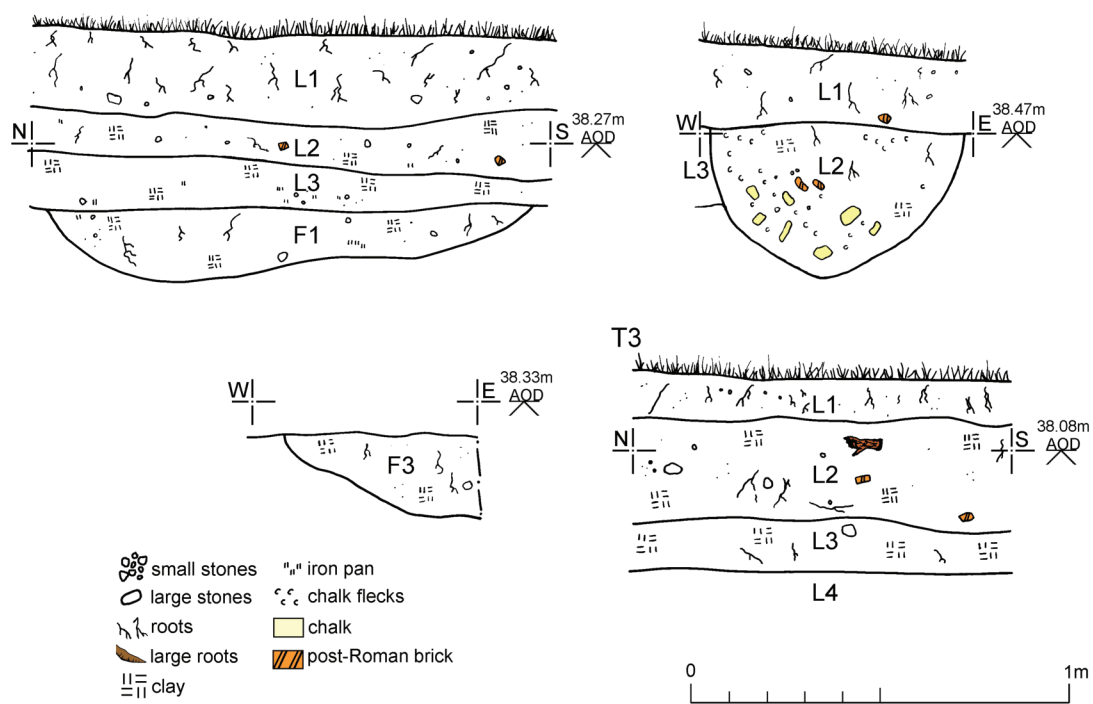 L1
N
L2
S
38.27m
AOD
L3
F1
L1
W
E
38.47m
AOD
L3
L2
W
E
38.33m
AOD
F3
T3
L1
N
S
38.08m
AOD
L2
L3
L4
small stones
large stones
roots
large roots
clay
iron pan
chalk flecks
chalk
post-Roman brick
0 1m